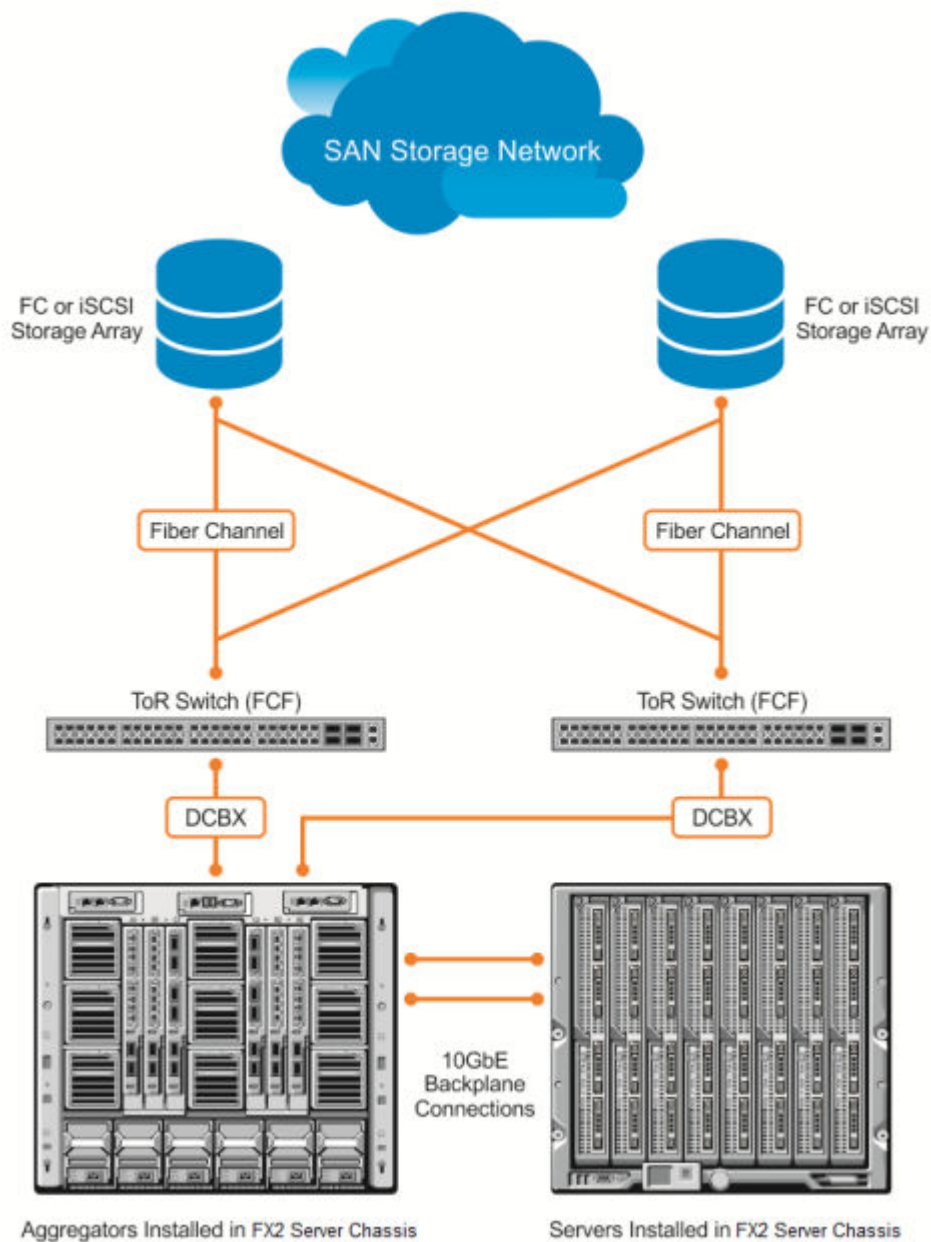 SAN Storage Network
FC or iSCSI
Storage Array
FC or iSCSI
Storage Array
Fiber Channel
Fiber Channel
ToR Switch (FCF)
ToR Switch (FCF)
DCBX
DCBX
10GbE
Backplane
Connections
Aggregators Installed in FX2 Server Chassis
Servers Installed in FX2 Server Chassis